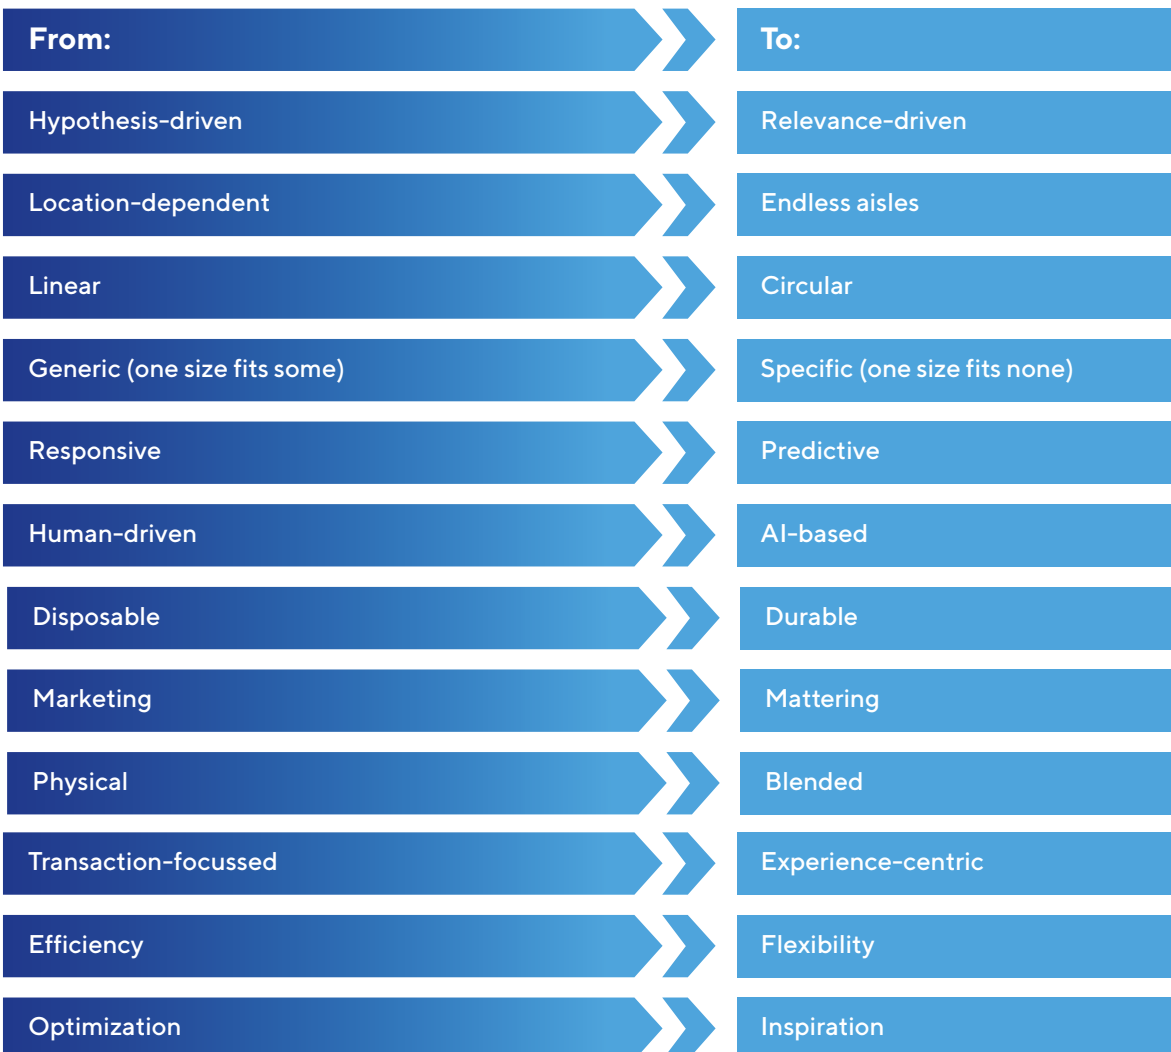 From: To:
Hypothesis-driven Relevance-driven
Location-dependent Endless aisles
Linear Circular
Generic (one size fits some) Specific (one size fits none)
Responsive Predictive
Human-driven AI-based
Disposable Durable
Marketing Mattering
Physical Blended
Transaction-focussed Experience-centric
Efficiency Flexibility
Optimization Inspiration